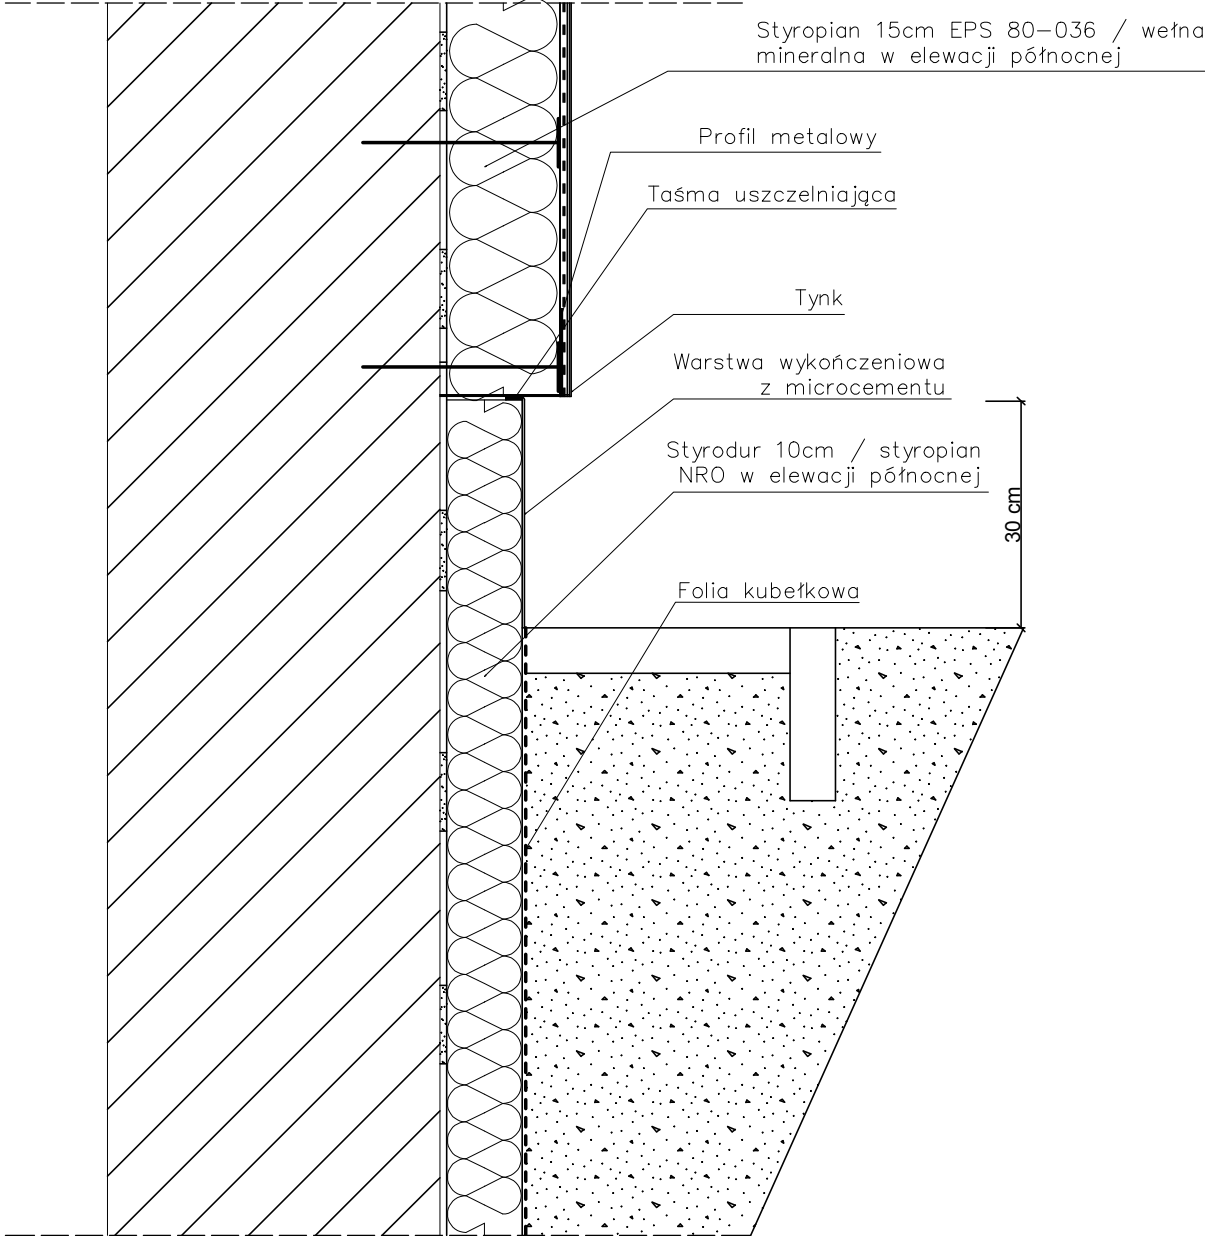 Styropian 15cm EPS 80-036 / wełna
mineralna w elewacji północnej
Profil metalowy
Taśma uszczelniająca
Tynk
Warstwa wykończeniowa
z microcementu
Styrodur 10cm / styropian
NRO w elewacji północnej
30 cm
Folia kubełkowa